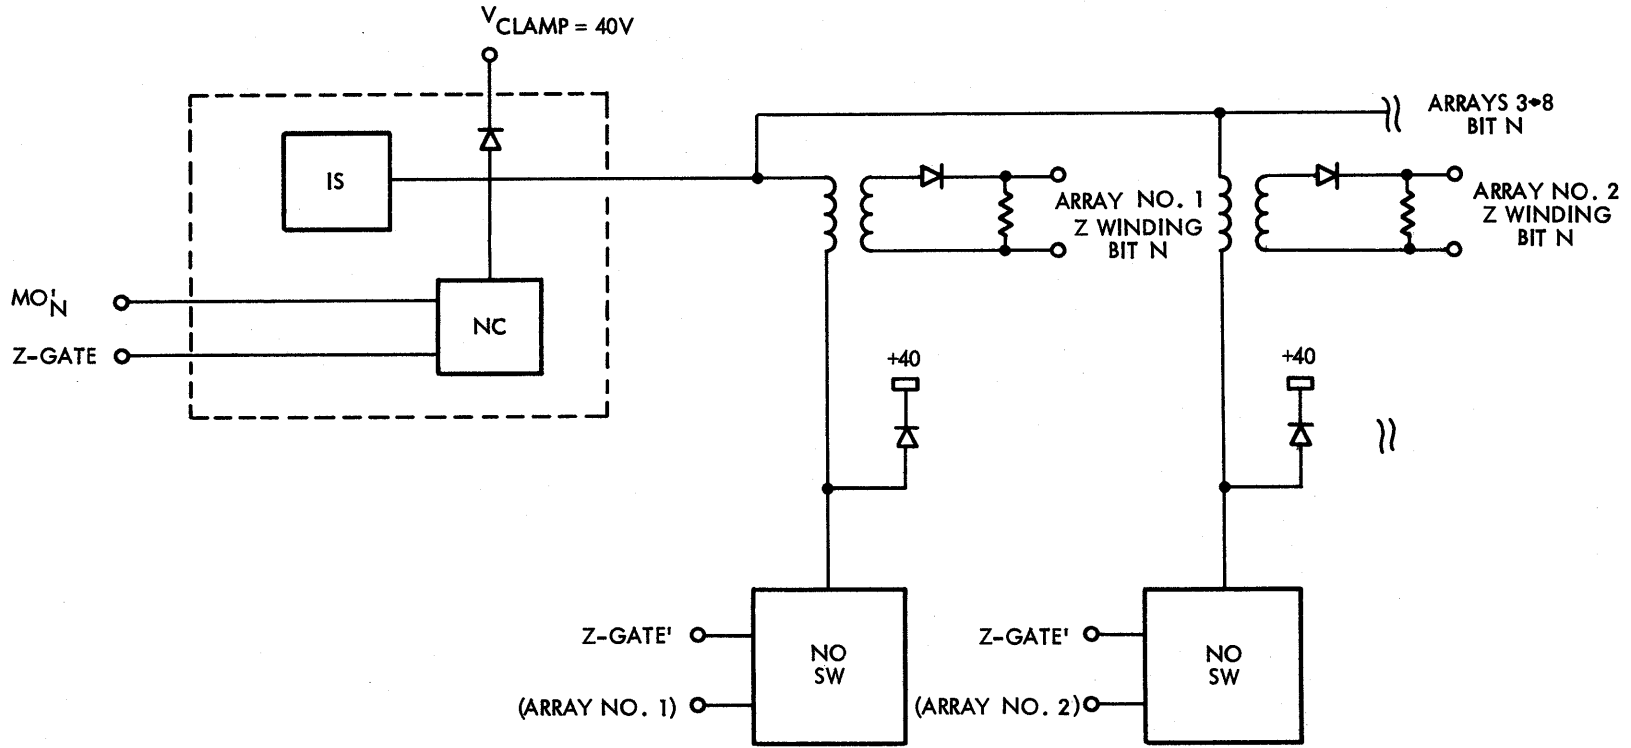 V CLAMP = 40V
IS
NC
MO'N
Z-GATE
ARRAYS 3→8
BIT N
ARRAY NO. 1
Z WINDING
BIT N
ARRAY NO. 2
Z WINDING
BIT N
+40
+40
Z-GATE'
(ARRAY NO. 1)
NO
SW
Z-GATE'
(ARRAY NO. 2)
NO
SW